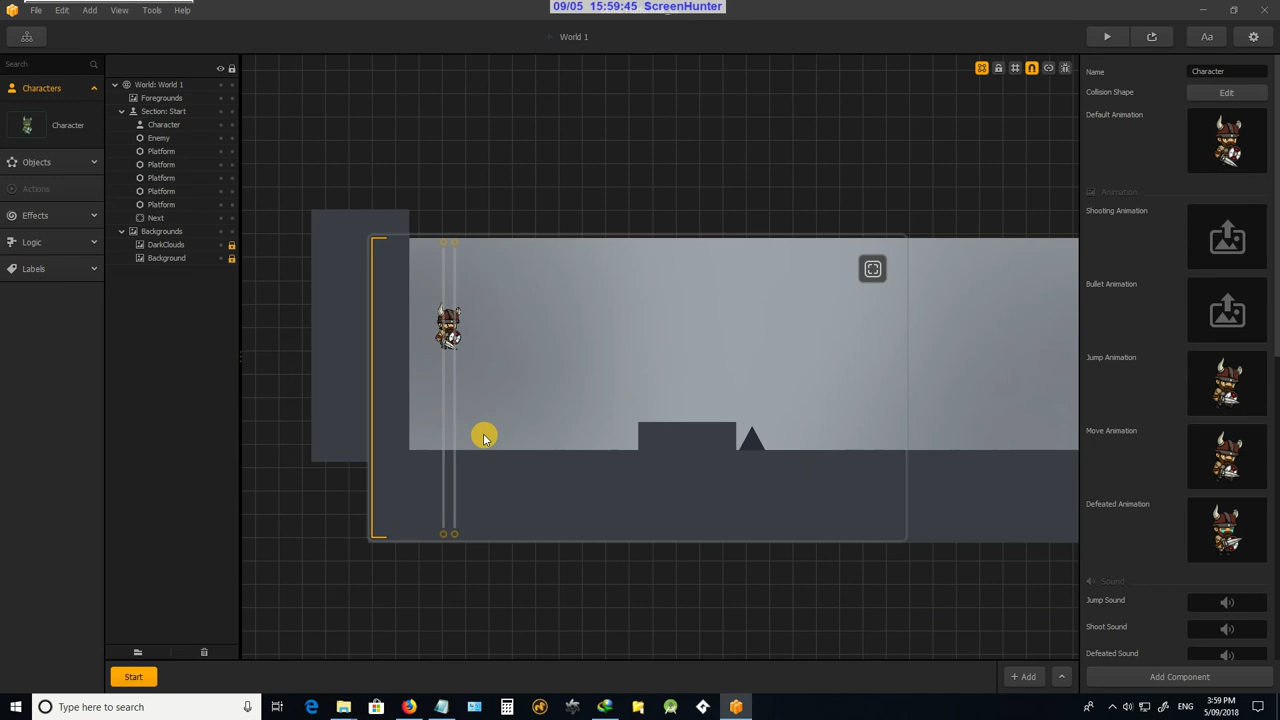 09/05 15:59:45 ScreenHunter
File Edit View Add Tools Help
World 1
Aa
Search
Characters
Character
Objects
Actions
Effects
Logic
Labels
World: World 1
Foregrounds
Section: Start
Character
Enemy
Platform
Platform
Platform
Platform
Platform
Next
Backgrounds
DarkClouds
Background
Name
Character
Collision Shape
Edit
Default Animation
Animation
Shooting Animation
Bullet Animation
Jump Animation
Move Animation
Defeated Animation
Sound
Jump Sound
Shoot Sound
Defeated Sound
Start
Add
Add Component
Type here to search
ENG
3:59 PM
5/09/2018